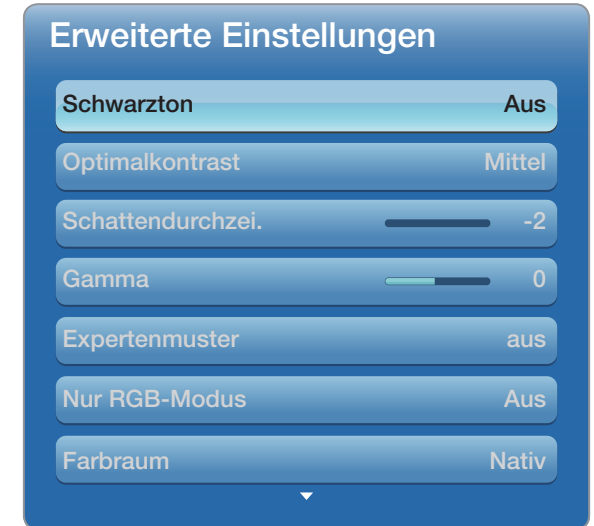 Erweiterte Einstellungen
Schwarzton Aus
Optimalkontrast Mittel
Schattendurchzei. -2
Gamma 0
Expertenmuster aus
Nur RGB-Modus Aus
Farbraum Nativ